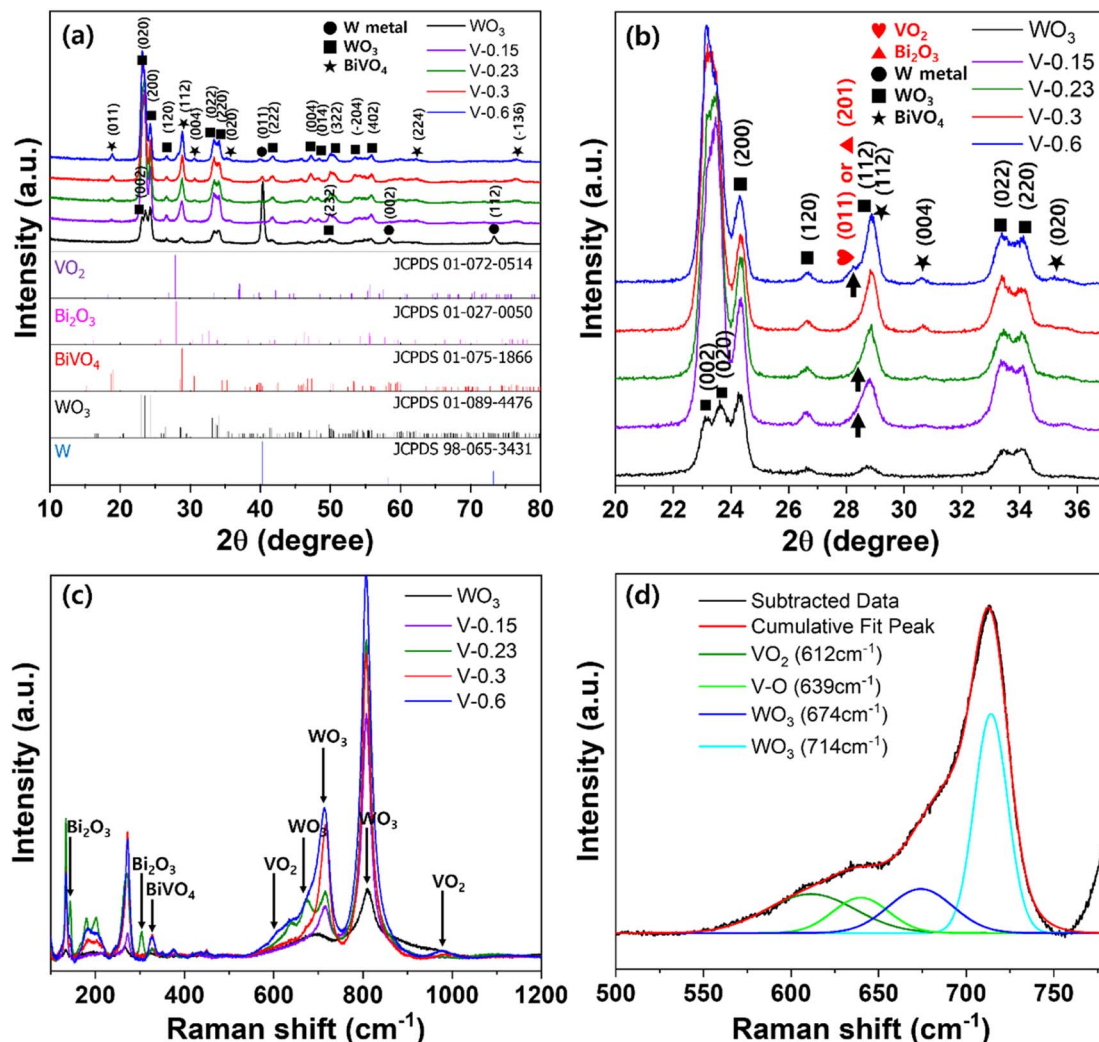 (a)
W metal
WO₃
BiVO₄
WO₃
V-0.15
V-0.23
V-0.3
V-0.6
(020)
(011)
(002)
(200)
(120)
(112)
(004)
(022)
(220)
(020)
(011)
(222)
(004)
(014)
(322)
(232)
(-204)
(402)
(002)
(224)
(112)
(-136)
VO₂ JCPDS 01-072-0514
Bi₂O₃ JCPDS 01-027-0050
BiVO₄ JCPDS 01-075-1866
WO₃ JCPDS 01-089-4476
W JCPDS 98-065-3431
Intensity (a.u.)
10 20 30 40 50 60 70 80
2θ (degree)
(b)
VO₂
Bi₂O₃
W metal
WO₃
BiVO₄
WO₃
V-0.15
V-0.23
V-0.3
V-0.6
(002)
(020)
(200)
(120)
(011) or
(201)
(112)
(112)
(004)
(022)
(220)
(020)
Intensity (a.u.)
20 22 24 26 28 30 32 34 36
2θ (degree)
(c)
WO₃
V-0.15
V-0.23
V-0.3
V-0.6
Bi₂O₃
Bi₂O₃
BiVO₄
VO₂
WO₃
WO₃
WO₃
VO₂
Intensity (a.u.)
200 400 600 800 1000 1200
Raman shift (cm⁻¹)
(d)
Subtracted Data
Cumulative Fit Peak
VO₂ (612cm⁻¹)
V-O (639cm⁻¹)
WO₃ (674cm⁻¹)
WO₃ (714cm⁻¹)
Intensity (a.u.)
500 550 600 650 700 750
Raman shift (cm⁻¹)